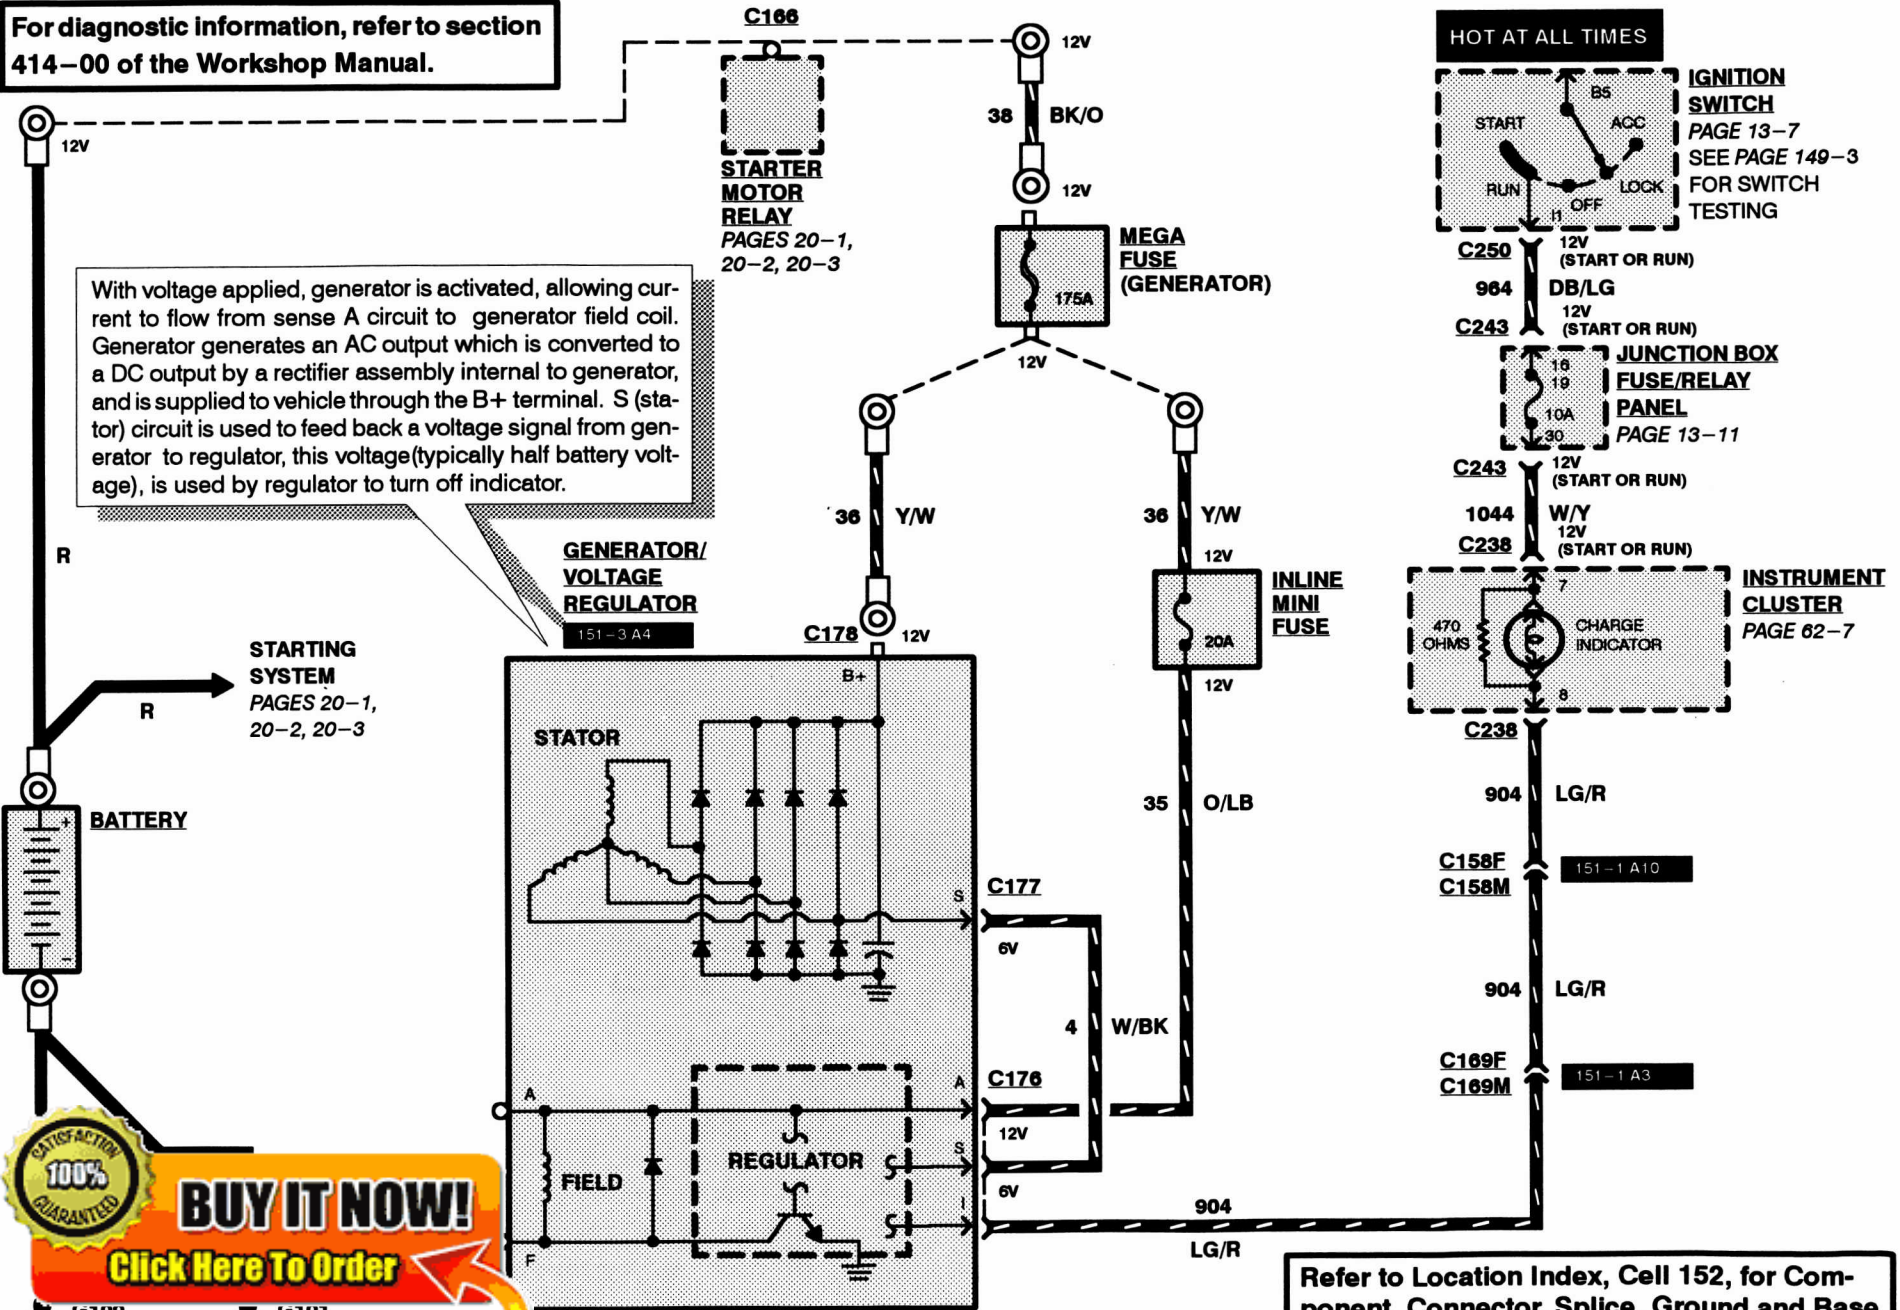 For diagnostic information, refer to section
414–00 of the Workshop Manual.
C166
12V
12V
38
BK/O
12V
STARTER
MOTOR
RELAY
PAGES 20–1,
20–2, 20–3
MEGA
FUSE
(GENERATOR)
175A
12V
HOT AT ALL TIMES
B5
START
ACC
RUN
LOCK
OFF
I1
IGNITION
SWITCH
PAGE 13–7
SEE PAGE 149–3
FOR SWITCH
TESTING
C250
12V
(START OR RUN)
964
DB/LG
C243
12V
(START OR RUN)
16
19
10A
30
JUNCTION BOX
FUSE/RELAY
PANEL
PAGE 13–11
C243
12V
(START OR RUN)
1044
W/Y
C238
12V
(START OR RUN)
7
470
OHMS
CHARGE
INDICATOR
8
INSTRUMENT
CLUSTER
PAGE 62–7
C238
904
LG/R
C158F
C158M
151–1 A10
904
LG/R
C169F
C169M
151–1 A3
With voltage applied, generator is activated, allowing cur-
rent to flow from sense A circuit to generator field coil.
Generator generates an AC output which is converted to
a DC output by a rectifier assembly internal to generator,
and is supplied to vehicle through the B+ terminal. S (sta-
tor) circuit is used to feed back a voltage signal from gen-
erator to regulator, this voltage(typically half battery volt-
age), is used by regulator to turn off indicator.
R
R
STARTING
SYSTEM
PAGES 20–1,
20–2, 20–3
BATTERY
+
–
GENERATOR/
VOLTAGE
REGULATOR
151–3 A4
36
Y/W
36
Y/W
12V
C178
12V
INLINE
MINI
FUSE
20A
12V
B+
STATOR
35
O/LB
S
C177
6V
4
W/BK
A
A
C176
12V
REGULATOR
S
FIELD
6V
I
904
LG/R
F
SATISFACTION
100%
GUARANTEED
BUY IT NOW!
Click Here To Order
Refer to Location Index, Cell 152, for Com-
ponent, Connector, Splice, Ground and Base